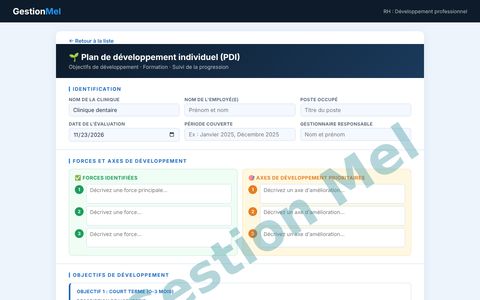 GestionMel
RH : Développement professionnel
← Retour à la liste
🌱 Plan de développement individuel (PDI)
Objectifs de développement · Formation · Suivi de la progression
IDENTIFICATION
NOM DE LA CLINIQUE
NOM DE L'EMPLOYÉ(E)
POSTE OCCUPÉ
Clinique dentaire
Prénom et nom
Titre du poste
DATE DE L'ÉVALUATION
PÉRIODE COUVERTE
GESTIONNAIRE RESPONSABLE
11/23/2026
Ex : Janvier 2025, Décembre 2025
Nom et prénom
FORCES ET AXES DE DÉVELOPPEMENT
✅ FORCES IDENTIFIÉES
1 Décrivez une force principale...
2 Décrivez une force...
3 Décrivez une force...
🎯 AXES DE DÉVELOPPEMENT PRIORITAIRES
1 Décrivez un axe d'amélioration...
2 Décrivez un axe d'amélioration...
3 Décrivez un axe d'amélioration...
Gestion Mel
OBJECTIFS DE DÉVELOPPEMENT
OBJECTIF 1 : COURT TERME (0-3 MOIS)